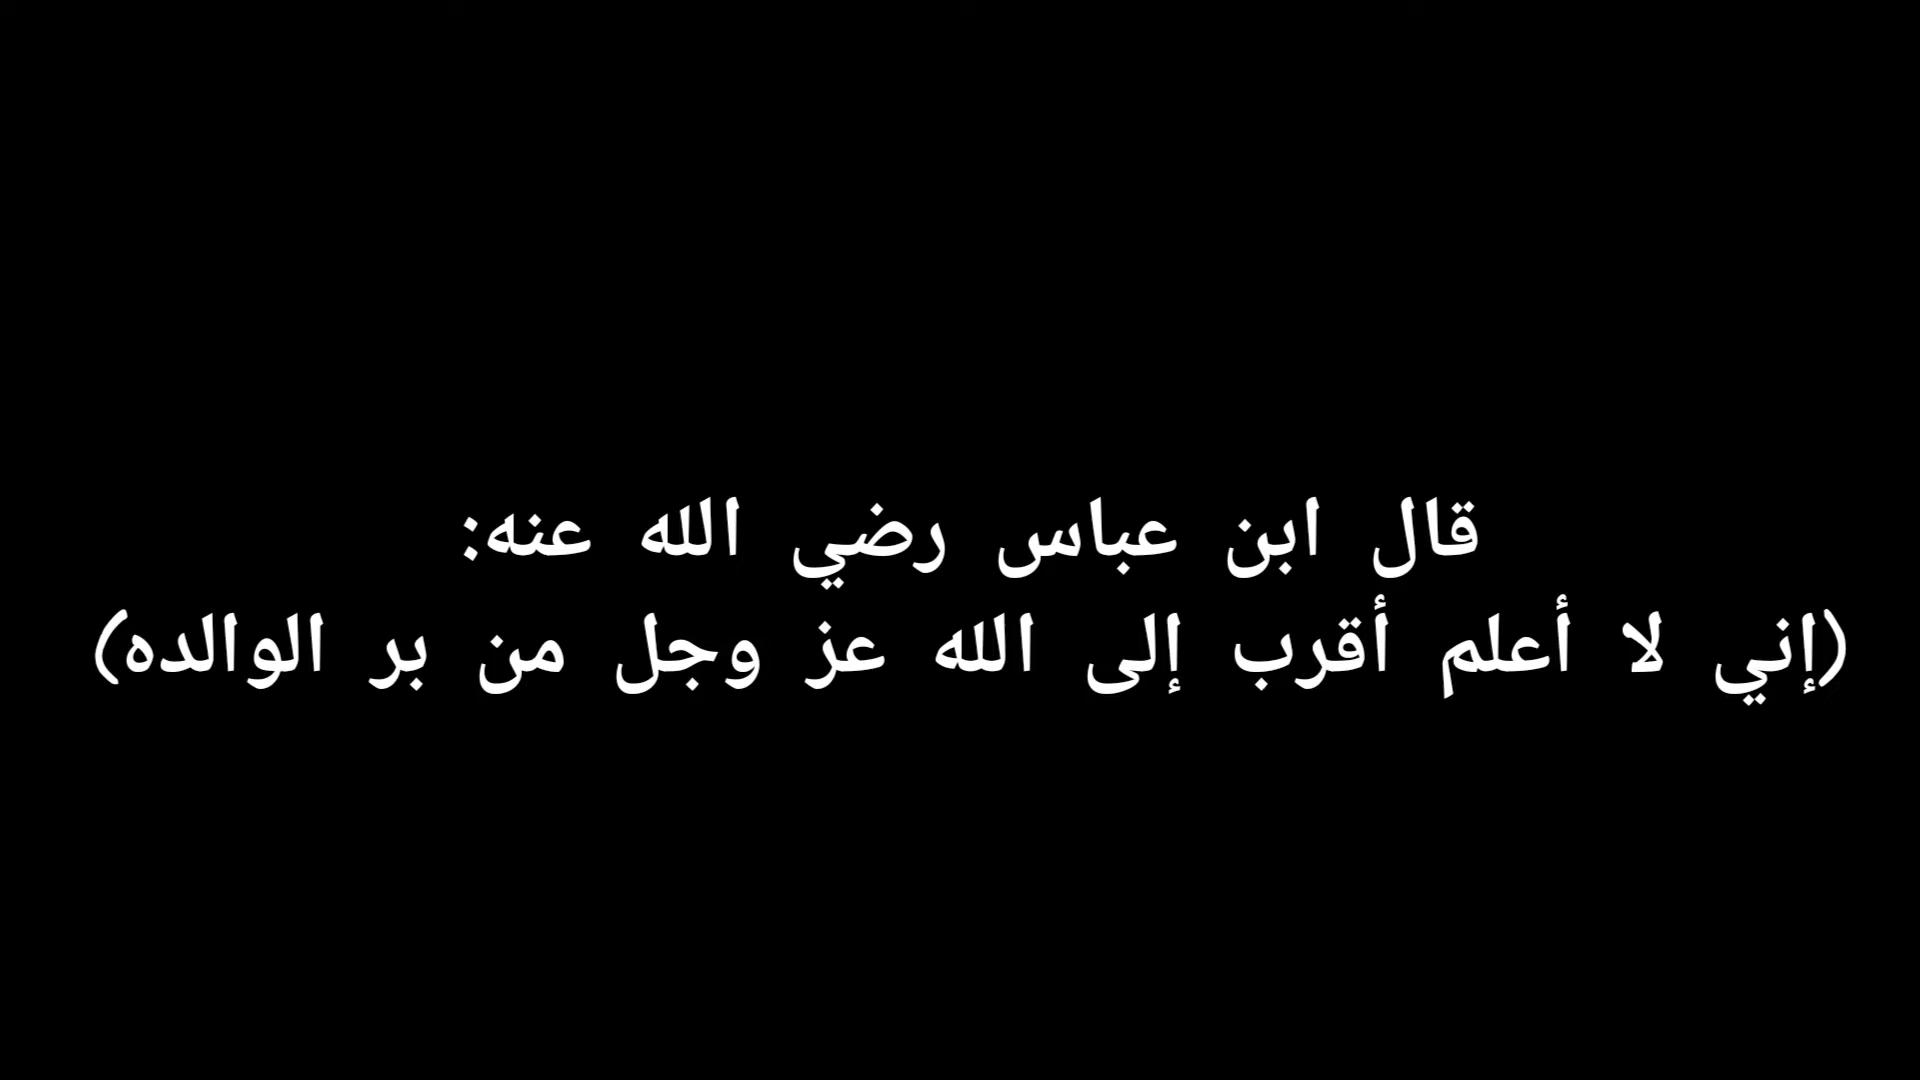 قال ابن عباس رضي الله عنه:
(إني لا أعلم أقرب إلى الله عز وجل من بر الوالده)